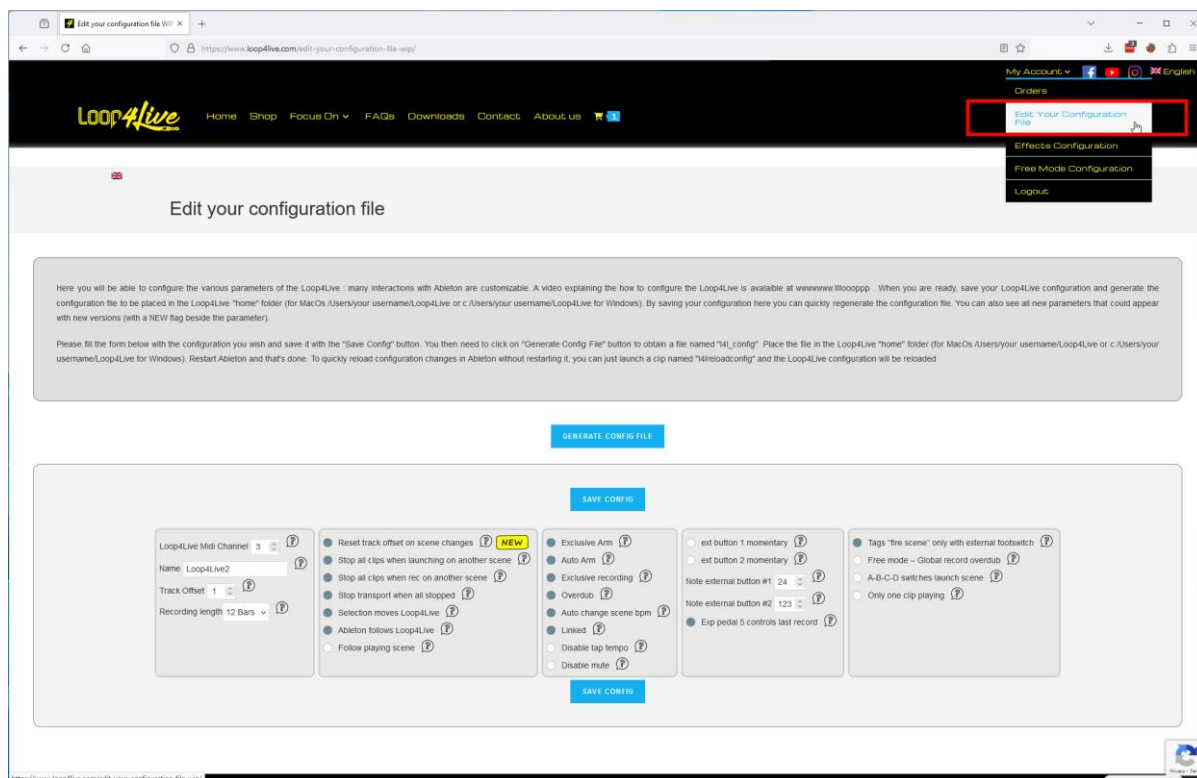 Edit your configuration file WIP
https://www.loop4live.com/edit-your-configuration-file-wip/
My Account
English
Orders
Edit Your Configuration
File
Effects Configuration
Free Mode Configuration
Logout
Loop4Live
Home Shop Focus On FAQs Downloads Contact About us 1
Edit your configuration file
Here you will be able to configure the various parameters of the Loop4Live : many interactions with Ableton are customizable. A video explaining the how to configure the Loop4Live is avalaible at wwwwww.llloooppp . When you are ready, save your Loop4Live configuration and generate the
configuration file to be placed in the Loop4Live "home" folder (for MacOs /Users/your username/Loop4Live or c:/Users/your username/Loop4Live for Windows). By saving your configuration here you can quickly regenerate the configuration file. You can also see all new parameters that could appear
with new versions (with a NEW flag beside the parameter).
Please fill the form below with the configuration you wish and save it with the "Save Config" button. You then need to click on "Generate Config File" button to obtain a file named "l4l_config". Place the file in the Loop4Live "home" folder (for MacOs /Users/your username/Loop4Live or c:/Users/your
username/Loop4Live for Windows). Restart Ableton and that's done. To quickly reload configuration changes in Ableton without restarting it, you can just launch a clip named "l4lreloadconfig" and the Loop4Live configuration will be reloaded
GENERATE CONFIG FILE
SAVE CONFIG
Loop4Live Midi Channel 3
Name Loop4Live2
Track Offset 1
Recording length 12 Bars
Reset track offset on scene changes NEW
Stop all clips when launching on another scene
Stop all clips when rec on another scene
Stop transport when all stopped
Selection moves Loop4Live
Ableton follows Loop4Live
Follow playing scene
Exclusive Arm
Auto Arm
Exclusive recording
Overdub
Auto change scene bpm
Linked
Disable tap tempo
Disable mute
ext button 1 momentary
ext button 2 momentary
Note external button #1 24
Note external button #2 123
Exp pedal 5 controls last record
Tags "fire scene" only with external footswitch
Free mode – Global record overdub
A-B-C-D switches launch scene
Only one clip playing
SAVE CONFIG